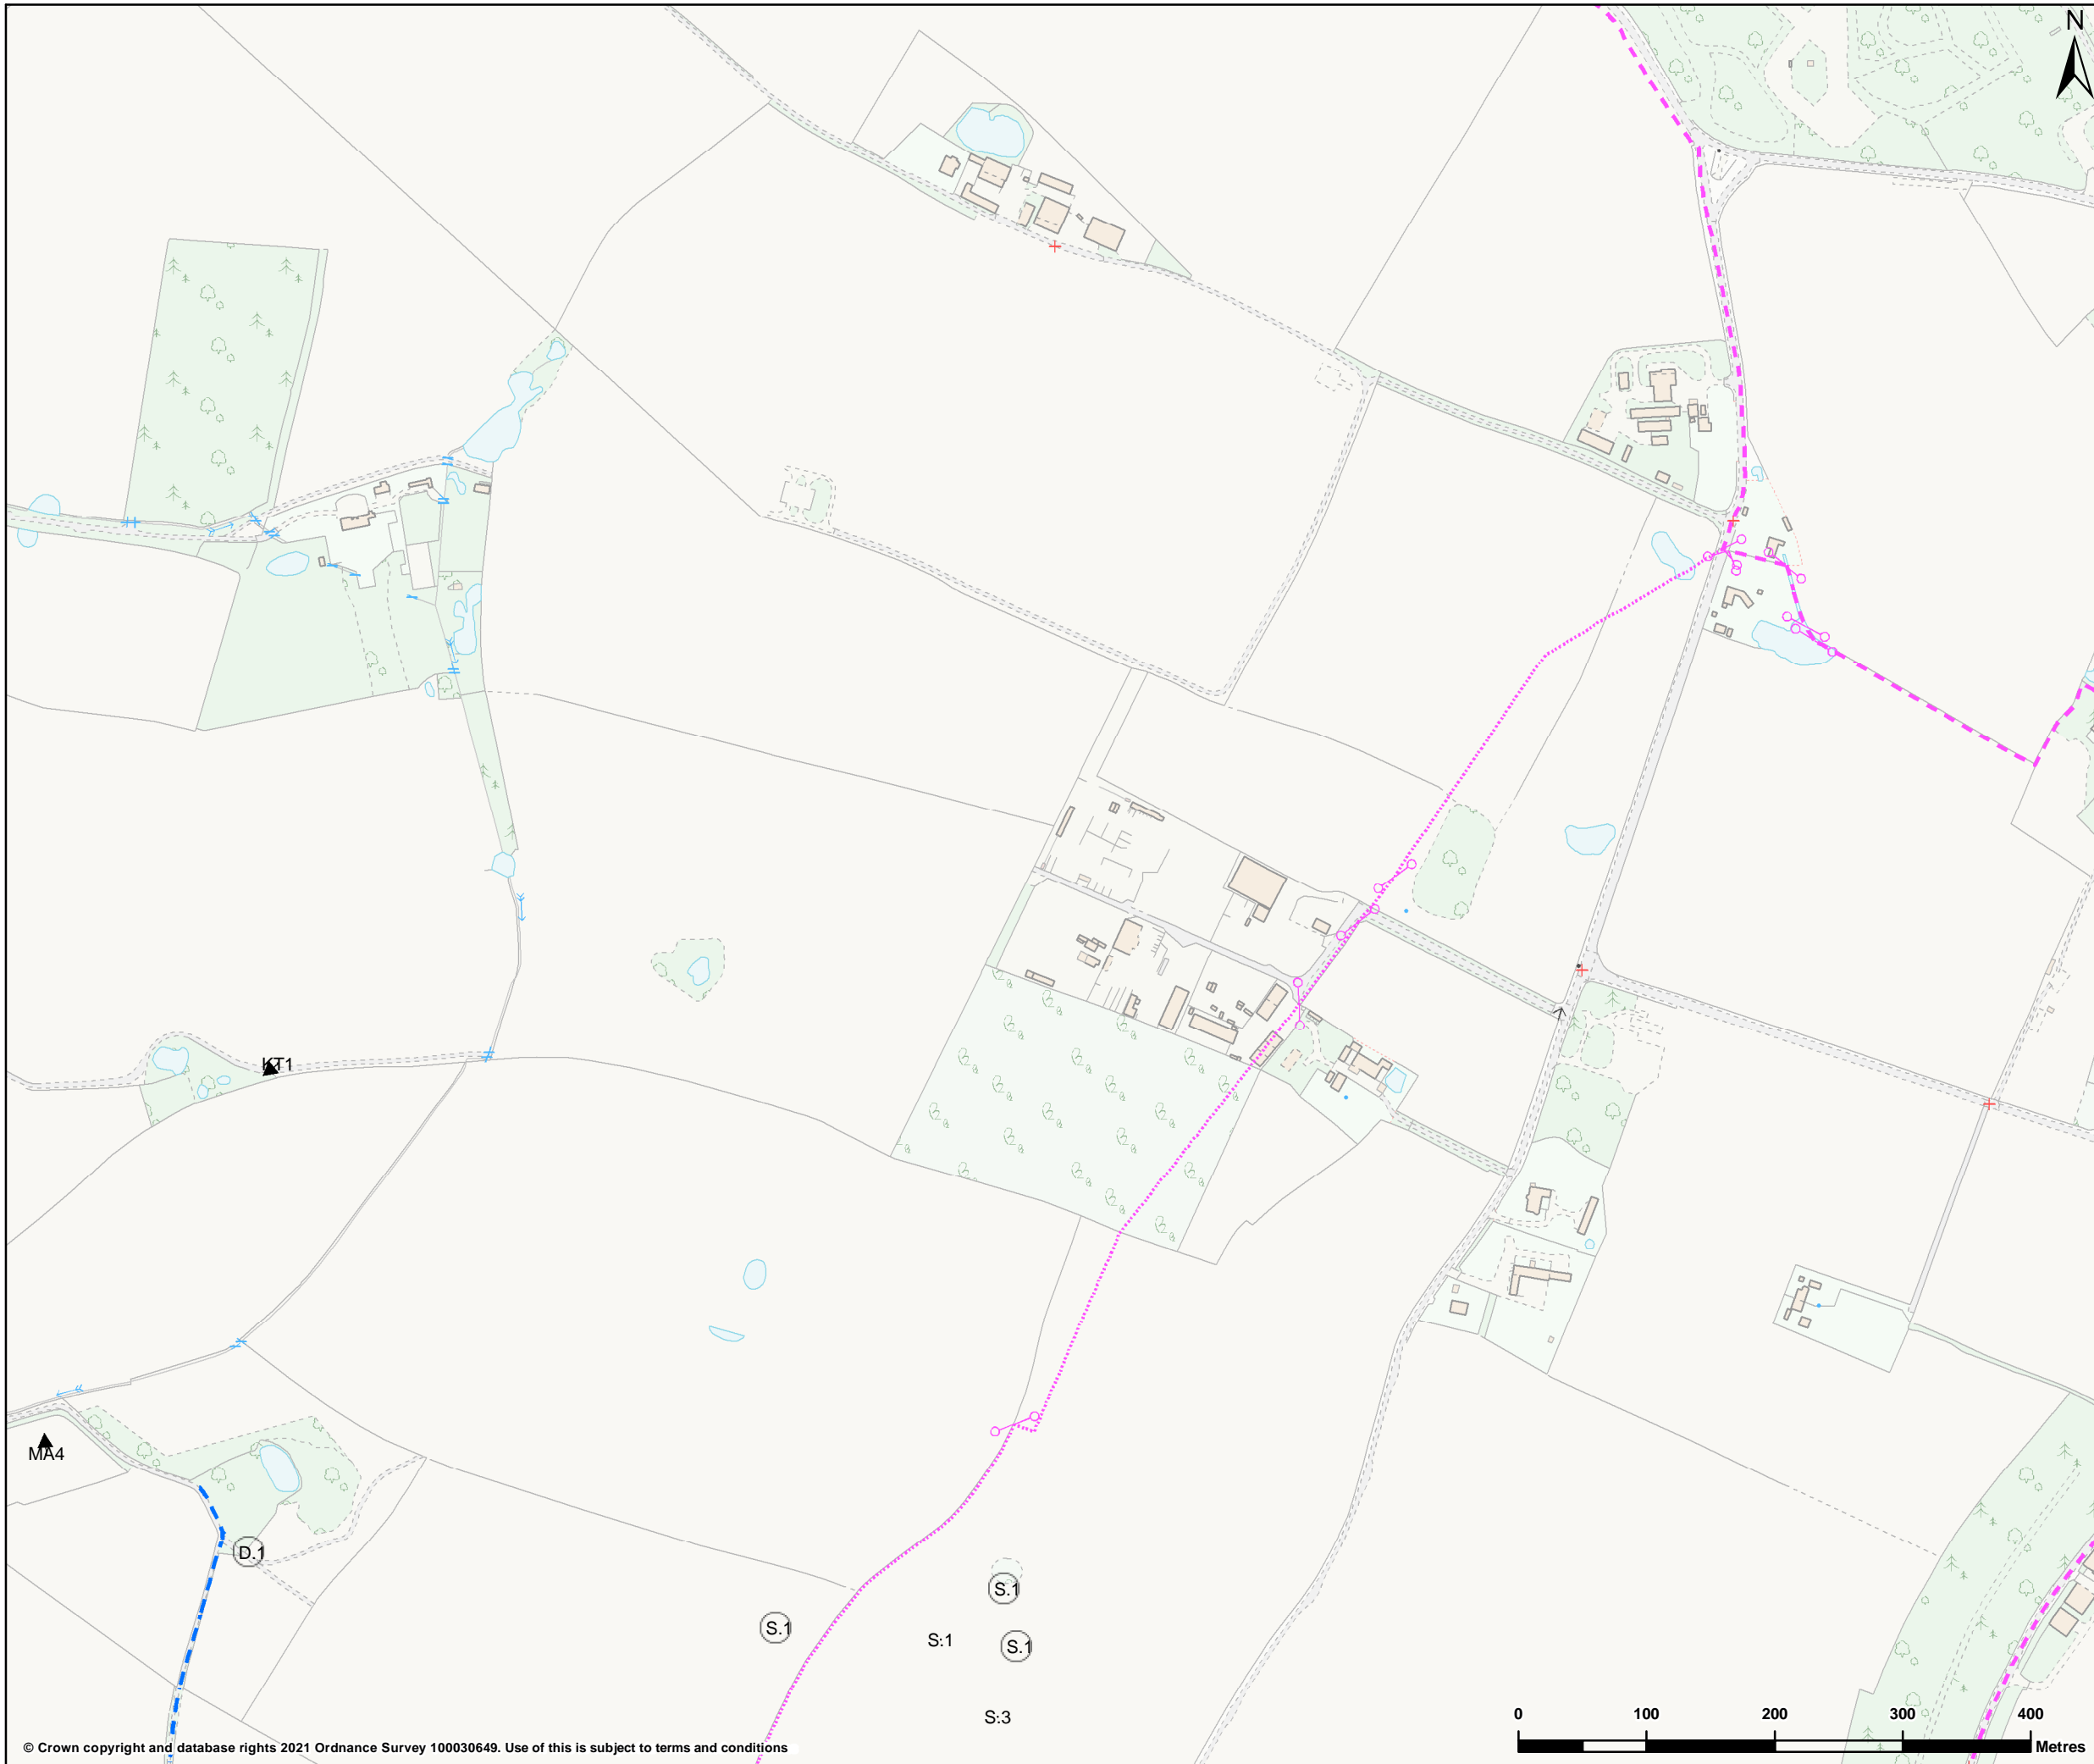 N
KT1
MA4
D.1
S.1
S.1
S:1
S.1
S:3
0 100 200 300 400
Metres
© Crown copyright and database rights 2021 Ordnance Survey 100030649. Use of this is subject to terms and conditions